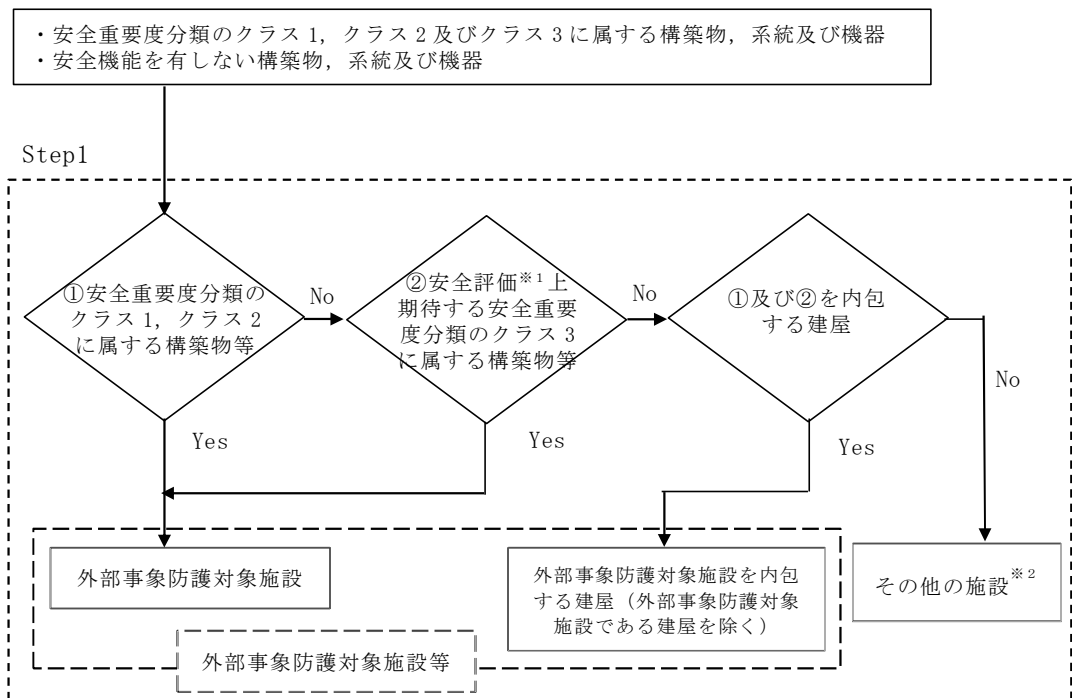 ・安全重要度分類のクラス1，クラス2及びクラス3に属する構築物，系統及び機器
・安全機能を有しない構築物，系統及び機器
Step1
①安全重要度分類の
クラス1，クラス2
に属する構築物等
No
②安全評価※1上
期待する安全重要
度分類のクラス3
に属する構築物等
No
①及び②を内包
する建屋
No
Yes
Yes
Yes
外部事象防護対象施設
外部事象防護対象施設を内包
する建屋（外部事象防護対象
施設である建屋を除く）
その他の施設※2
外部事象防護対象施設等